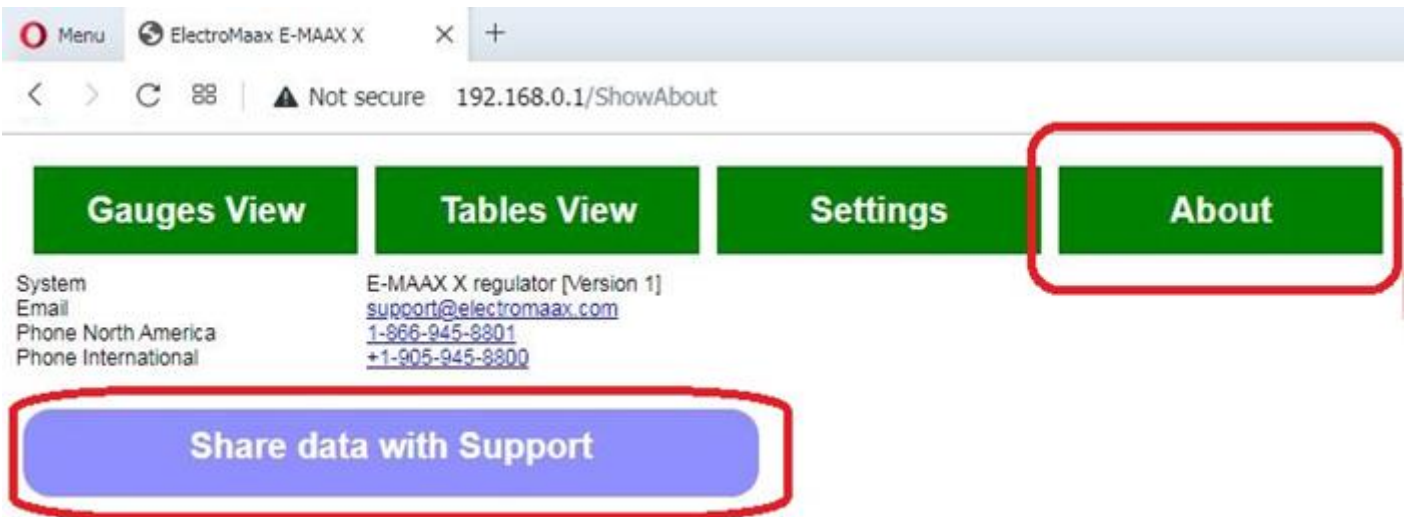 Menu ElectroMaax E-MAAX X
Not secure 192.168.0.1/ShowAbout
Gauges View Tables View Settings About
System E-MAAX X regulator [Version 1]
Email support@electromaax.com
Phone North America 1-866-945-8801
Phone International +1-905-945-8800
Share data with Support